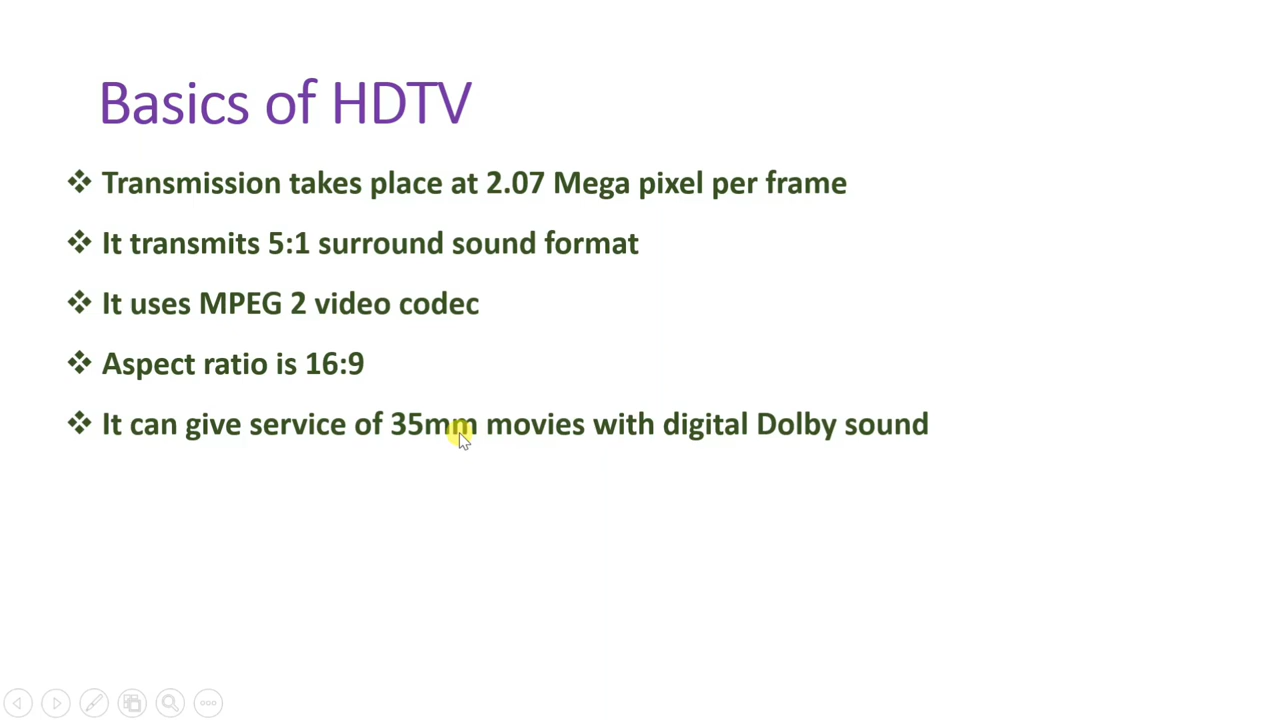 Basics of HDTV
Transmission takes place at 2.07 Mega pixel per frame
It transmits 5:1 surround sound format
It uses MPEG 2 video codec
Aspect ratio is 16:9
It can give service of 35mm movies with digital Dolby sound